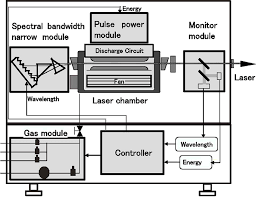 Energy
Spectral bandwidth
narrow module
Pulse power
module
Monitor
module
Discharge Circuit
Fan
Laser
Wavelength
Laser chamber
Gas module
Controller
Wavelength
Energy